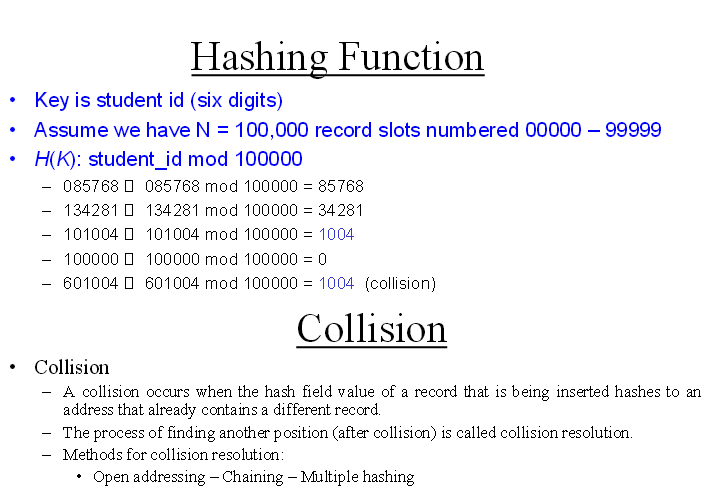 Hashing Function
• Key is student id (six digits)
• Assume we have N = 100,000 record slots numbered 00000 – 99999
• H(K): student_id mod 100000
– 085768 □ 085768 mod 100000 = 85768
– 134281 □ 134281 mod 100000 = 34281
– 101004 □ 101004 mod 100000 = 1004
– 100000 □ 100000 mod 100000 = 0
– 601004 □ 601004 mod 100000 = 1004 (collision)
Collision
• Collision
– A collision occurs when the hash field value of a record that is being inserted hashes to an
address that already contains a different record.
– The process of finding another position (after collision) is called collision resolution.
– Methods for collision resolution:
• Open addressing – Chaining – Multiple hashing